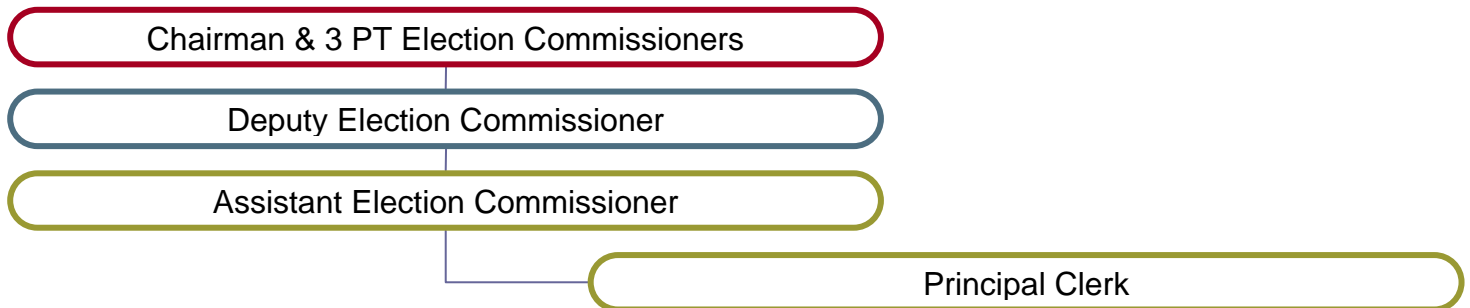 Chairman & 3 PT Election Commissioners
Deputy Election Commissioner
Assistant Election Commissioner
Principal Clerk